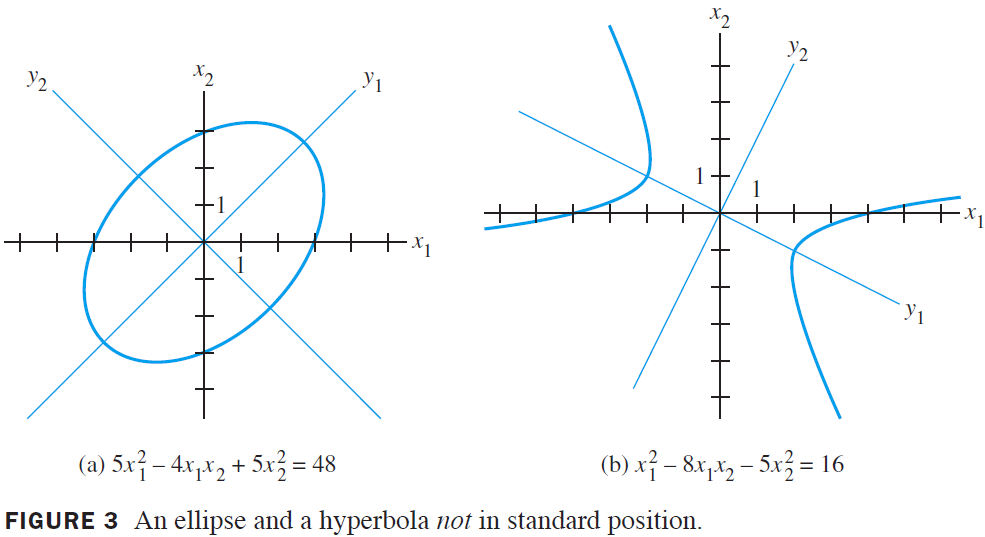 x₂
y₂
y₁
1
1
x₁
x₂
y₂
1
1
x₁
y₁
(a) 5x₁² – 4x₁x₂ + 5x₂² = 48
(b) x₁² – 8x₁x₂ – 5x₂² = 16
FIGURE 3 An ellipse and a hyperbola not in standard position.